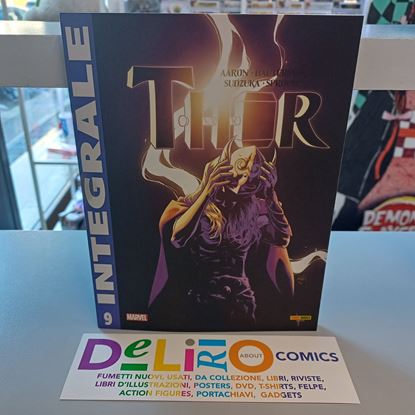 INTEGRALE
9
AARON
SUDZUKA
THOR
MARVEL
DEMON
DeLiRiO ABOUT COMICS
FUMETTI NUOVI, USATI, DA COLLEZIONE, LIBRI, RIVISTE,
LIBRI D'ILLUSTRAZIONI, POSTERS, DVD, T-SHIRTS, FELPE,
ACTION FIGURES, PORTACHIAVI, GADGETS